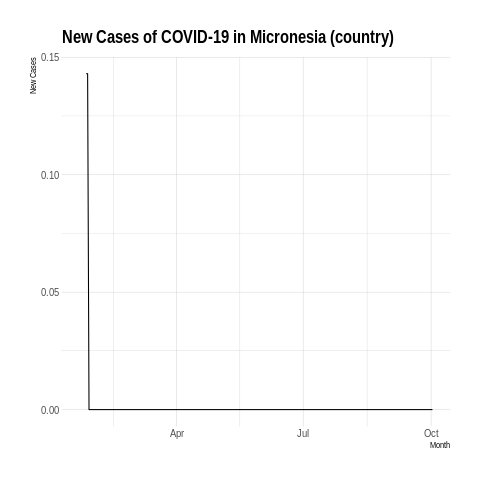 New Cases of COVID-19 in Micronesia (country)
New Cases
0.15
0.10
0.05
0.00
Apr Jul Oct
Month